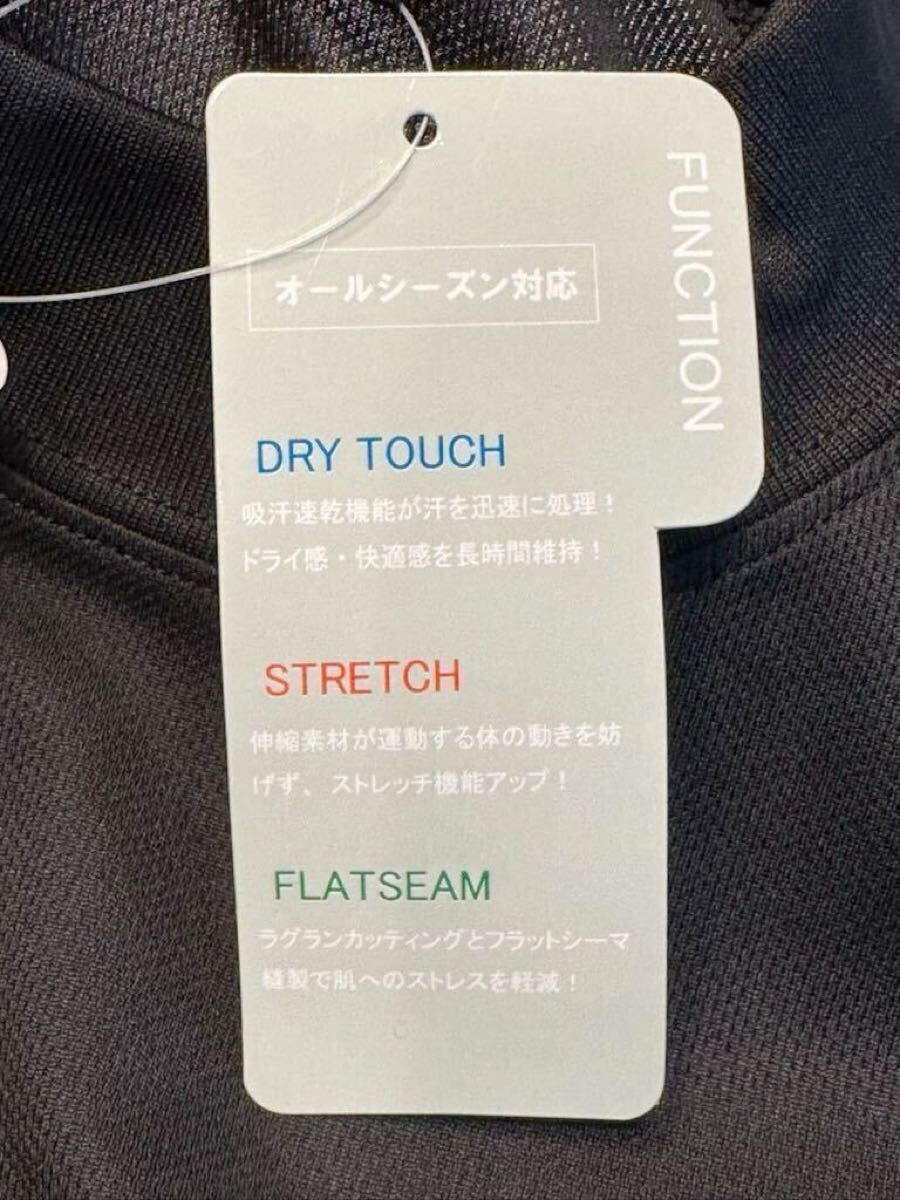 FUNCTION
オールシーズン対応
DRY TOUCH
吸汗速乾機能が汗を迅速に処理！
ドライ感・快適感を長時間維持！
STRETCH
伸縮素材が運動する体の動きを妨
げず、ストレッチ機能アップ！
FLATSEAM
ラグランカッティングとフラットシーマ
縫製で肌へのストレスを軽減！